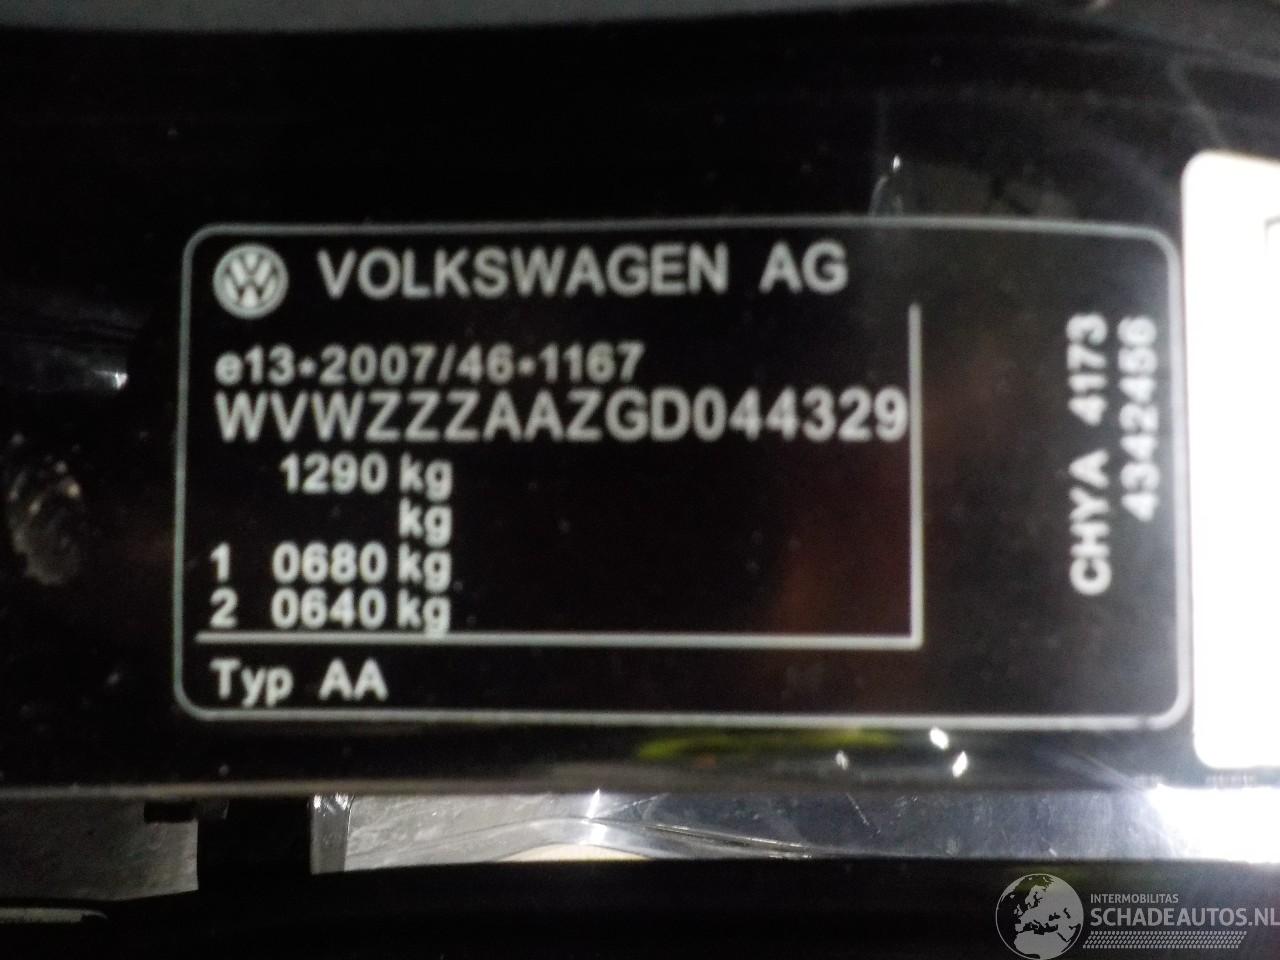 VOLKSWAGEN AG
e13*2007/46*1167
WVWZZZAAZGD044329
1290 kg
kg
1 0680 kg
2 0640 kg
Typ AA
CHYA 4173
4342456
INTERMOBILITAS
SCHADEAUTOS.NL